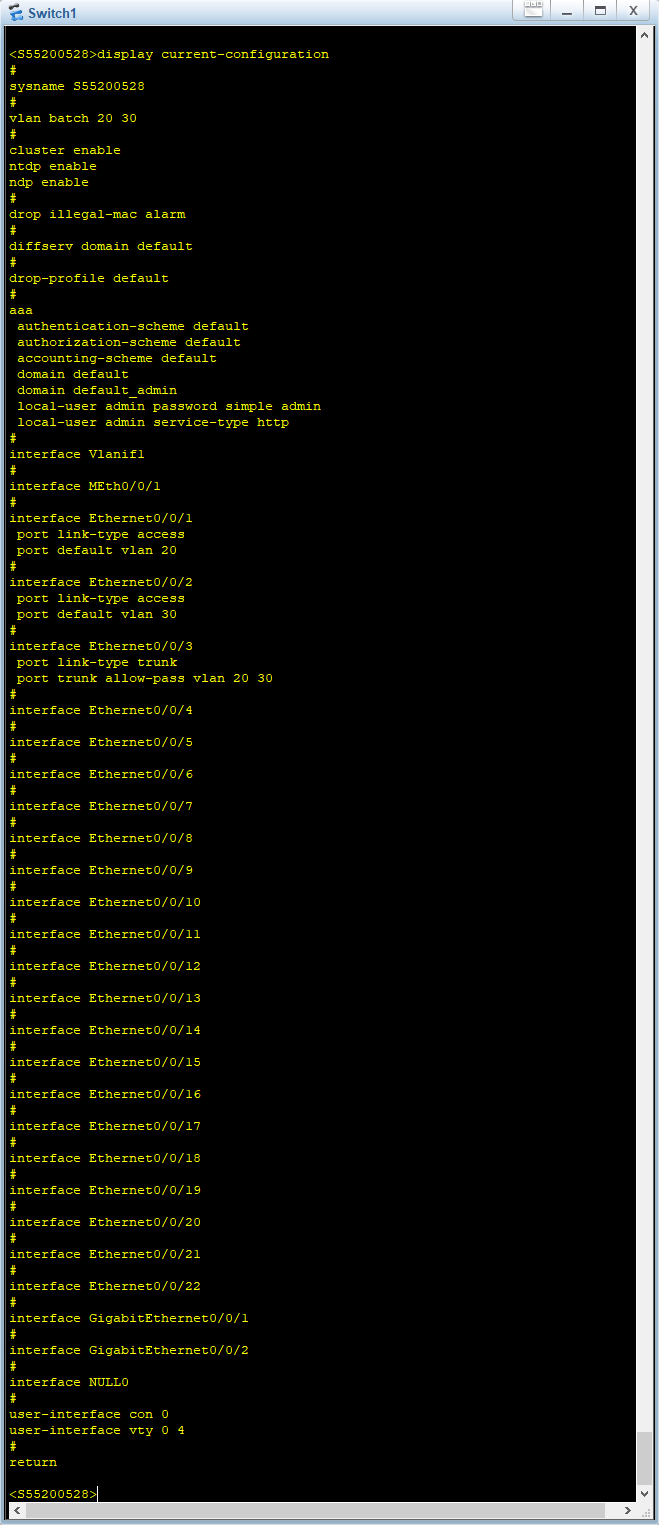 Switch1
<S55200528>display current-configuration
#
sysname S55200528
#
vlan batch 20 30
#
cluster enable
ntdp enable
ndp enable
#
drop illegal-mac alarm
#
diffserv domain default
#
drop-profile default
#
aaa
 authentication-scheme default
 authorization-scheme default
 accounting-scheme default
 domain default
 domain default_admin
 local-user admin password simple admin
 local-user admin service-type http
#
interface Vlanif1
#
interface MEth0/0/1
#
interface Ethernet0/0/1
 port link-type access
 port default vlan 20
#
interface Ethernet0/0/2
 port link-type access
 port default vlan 30
#
interface Ethernet0/0/3
 port link-type trunk
 port trunk allow-pass vlan 20 30
#
interface Ethernet0/0/4
#
interface Ethernet0/0/5
#
interface Ethernet0/0/6
#
interface Ethernet0/0/7
#
interface Ethernet0/0/8
#
interface Ethernet0/0/9
#
interface Ethernet0/0/10
#
interface Ethernet0/0/11
#
interface Ethernet0/0/12
#
interface Ethernet0/0/13
#
interface Ethernet0/0/14
#
interface Ethernet0/0/15
#
interface Ethernet0/0/16
#
interface Ethernet0/0/17
#
interface Ethernet0/0/18
#
interface Ethernet0/0/19
#
interface Ethernet0/0/20
#
interface Ethernet0/0/21
#
interface Ethernet0/0/22
#
interface GigabitEthernet0/0/1
#
interface GigabitEthernet0/0/2
#
interface NULL0
#
user-interface con 0
user-interface vty 0 4
#
return
<S55200528>